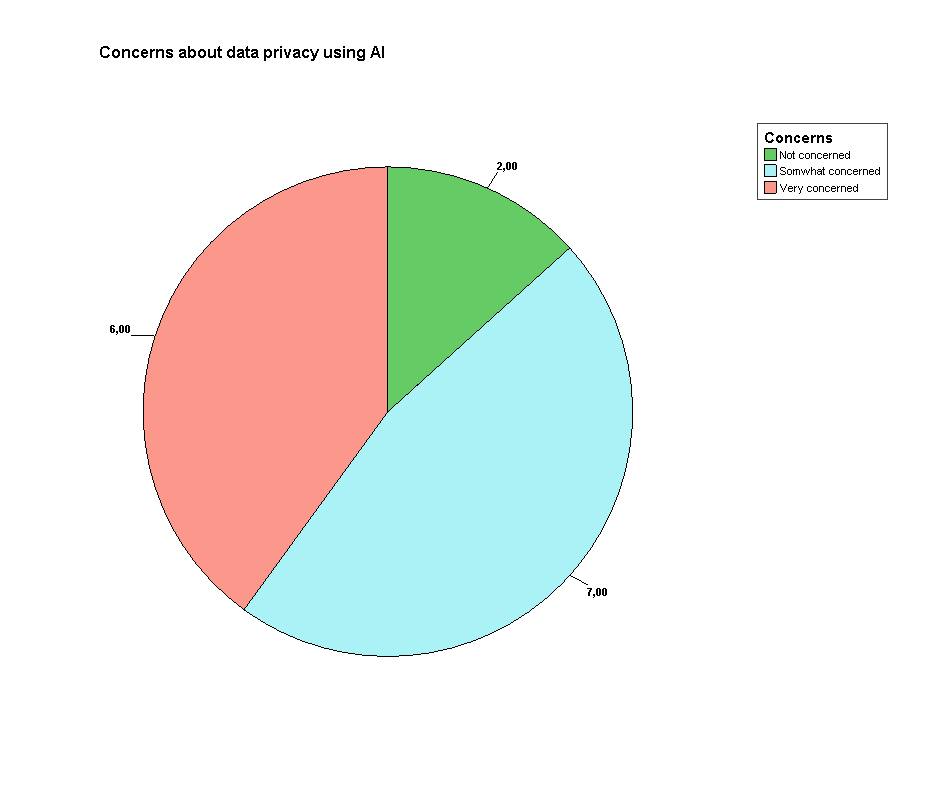 Concerns about data privacy using AI
Concerns
Not concerned
Somwhat concerned
Very concerned
2,00
6,00
7,00